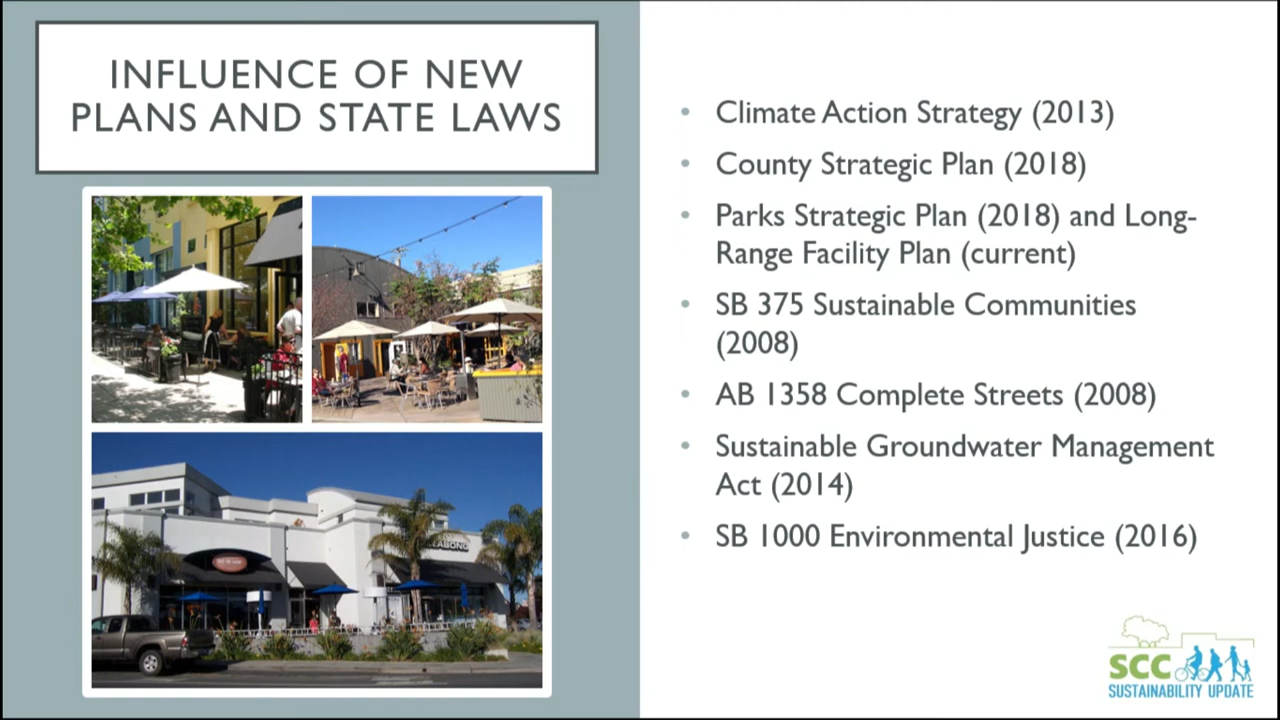 INFLUENCE OF NEW
PLANS AND STATE LAWS
• Climate Action Strategy (2013)
• County Strategic Plan (2018)
• Parks Strategic Plan (2018) and Long-
Range Facility Plan (current)
• SB 375 Sustainable Communities
(2008)
• AB 1358 Complete Streets (2008)
• Sustainable Groundwater Management
Act (2014)
• SB 1000 Environmental Justice (2016)
SCC
SUSTAINABILITY UPDATE